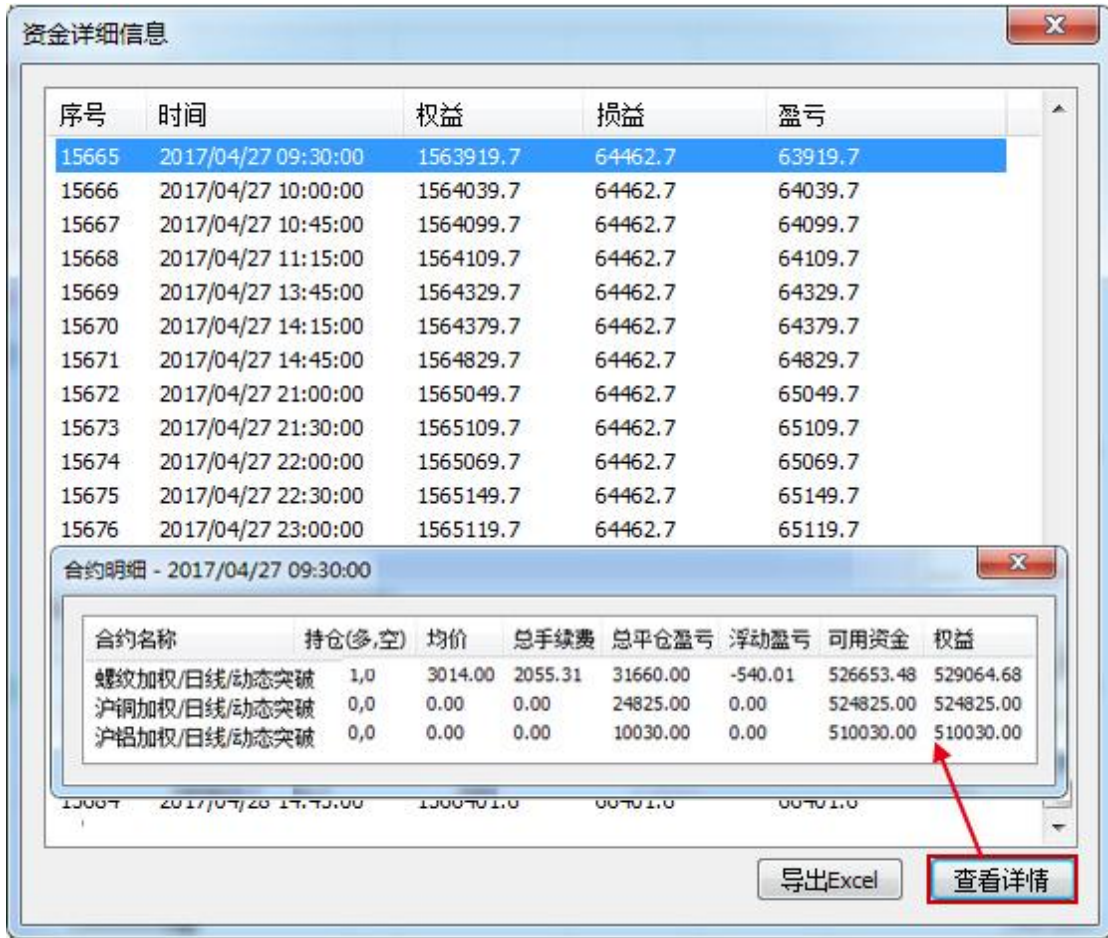 资金详细信息
序号 时间 权益 损益 盈亏
15665 2017/04/27 09:30:00 1563919.7 64462.7 63919.7
15666 2017/04/27 10:00:00 1564039.7 64462.7 64039.7
15667 2017/04/27 10:45:00 1564099.7 64462.7 64099.7
15668 2017/04/27 11:15:00 1564109.7 64462.7 64109.7
15669 2017/04/27 13:45:00 1564329.7 64462.7 64329.7
15670 2017/04/27 14:15:00 1564379.7 64462.7 64379.7
15671 2017/04/27 14:45:00 1564829.7 64462.7 64829.7
15672 2017/04/27 21:00:00 1565049.7 64462.7 65049.7
15673 2017/04/27 21:30:00 1565109.7 64462.7 65109.7
15674 2017/04/27 22:00:00 1565069.7 64462.7 65069.7
15675 2017/04/27 22:30:00 1565149.7 64462.7 65149.7
15676 2017/04/27 23:00:00 1565119.7 64462.7 65119.7
合约明细 - 2017/04/27 09:30:00
合约名称 持仓(多,空) 均价 总手续费 总平仓盈亏 浮动盈亏 可用资金 权益
螺纹加权/日线/动态突破 1,0 3014.00 2055.31 31660.00 -540.01 526653.48 529064.68
沪铜加权/日线/动态突破 0,0 0.00 0.00 24825.00 0.00 524825.00 524825.00
沪铝加权/日线/动态突破 0,0 0.00 0.00 10030.00 0.00 510030.00 510030.00
导出Excel 查看详情